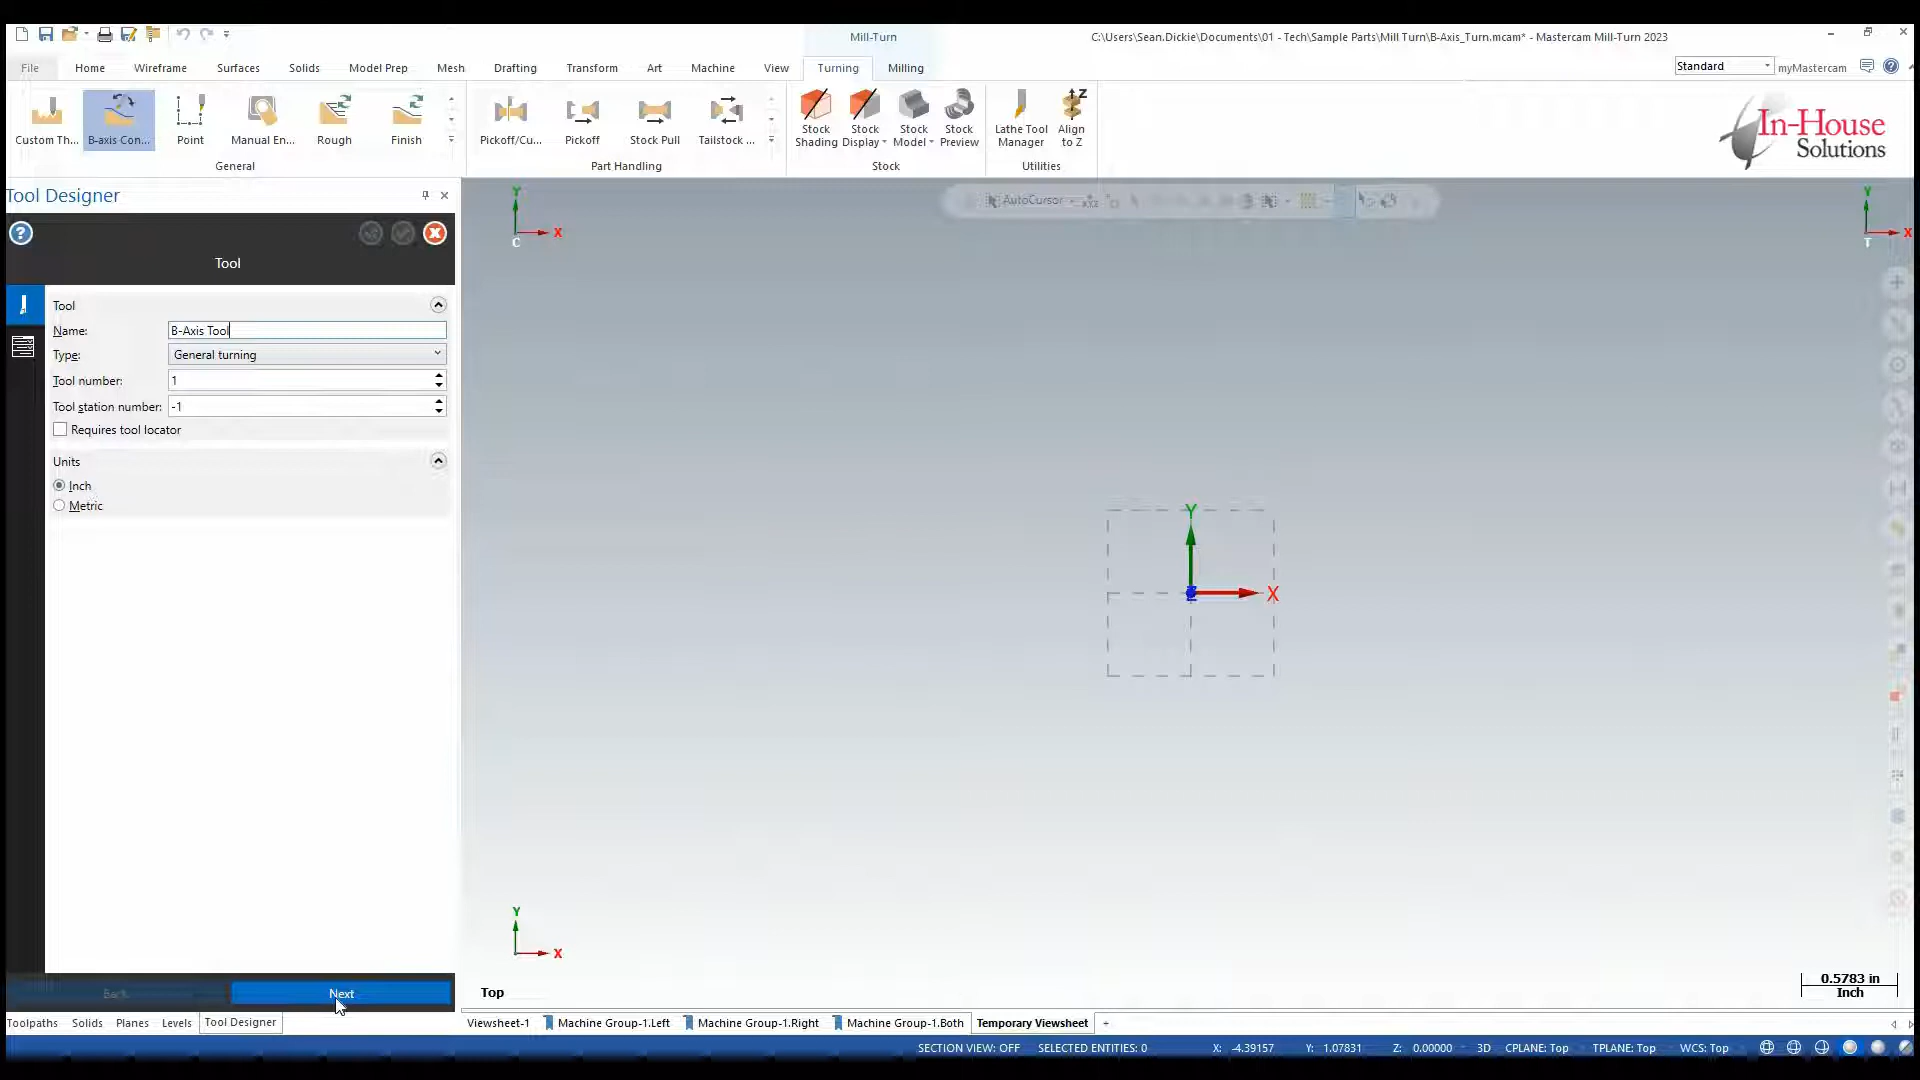 Mill-Turn
C:\Users\Sean.Dickie\Documents\01 - Tech\Sample Parts\Mill Turn\B-Axis_Turn.mcam* - Mastercam Mill-Turn 2023
File Home Wireframe Surfaces Solids Model Prep Mesh Drafting Transform Art Machine View Turning Milling
Standard
myMastercam
Custom Th...
B-axis Con...
Point
Manual En...
Rough
Finish
General
Pickoff/Cu...
Pickoff
Stock Pull
Tailstock ...
Part Handling
Stock
Shading
Stock
Display
Stock
Model
Stock
Preview
Stock
Lathe Tool
Manager
Align
to Z
Utilities
In-House
Solutions
Tool Designer
Tool
Tool
Name: B-Axis Tool
Type: General turning
Tool number: 1
Tool station number: -1
Requires tool locator
Units
Inch
Metric
Back
Next
Toolpaths Solids Planes Levels Tool Designer
AutoCursor
Y
X
C
Y
X
T
Y
X
Z
Y
X
Top
0.5783 in
Inch
Viewsheet-1 Machine Group-1.Left Machine Group-1.Right Machine Group-1.Both Temporary Viewsheet +
SECTION VIEW: OFF SELECTED ENTITIES: 0 X: -4.39157 Y: 1.07831 Z: 0.00000 3D CPLANE: Top TPLANE: Top WCS: Top